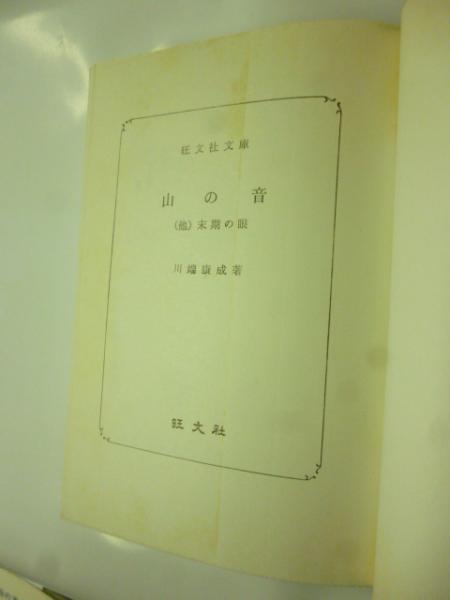 旺文社文庫
山の音
(他) 末期の眼
川端康成著
旺文社